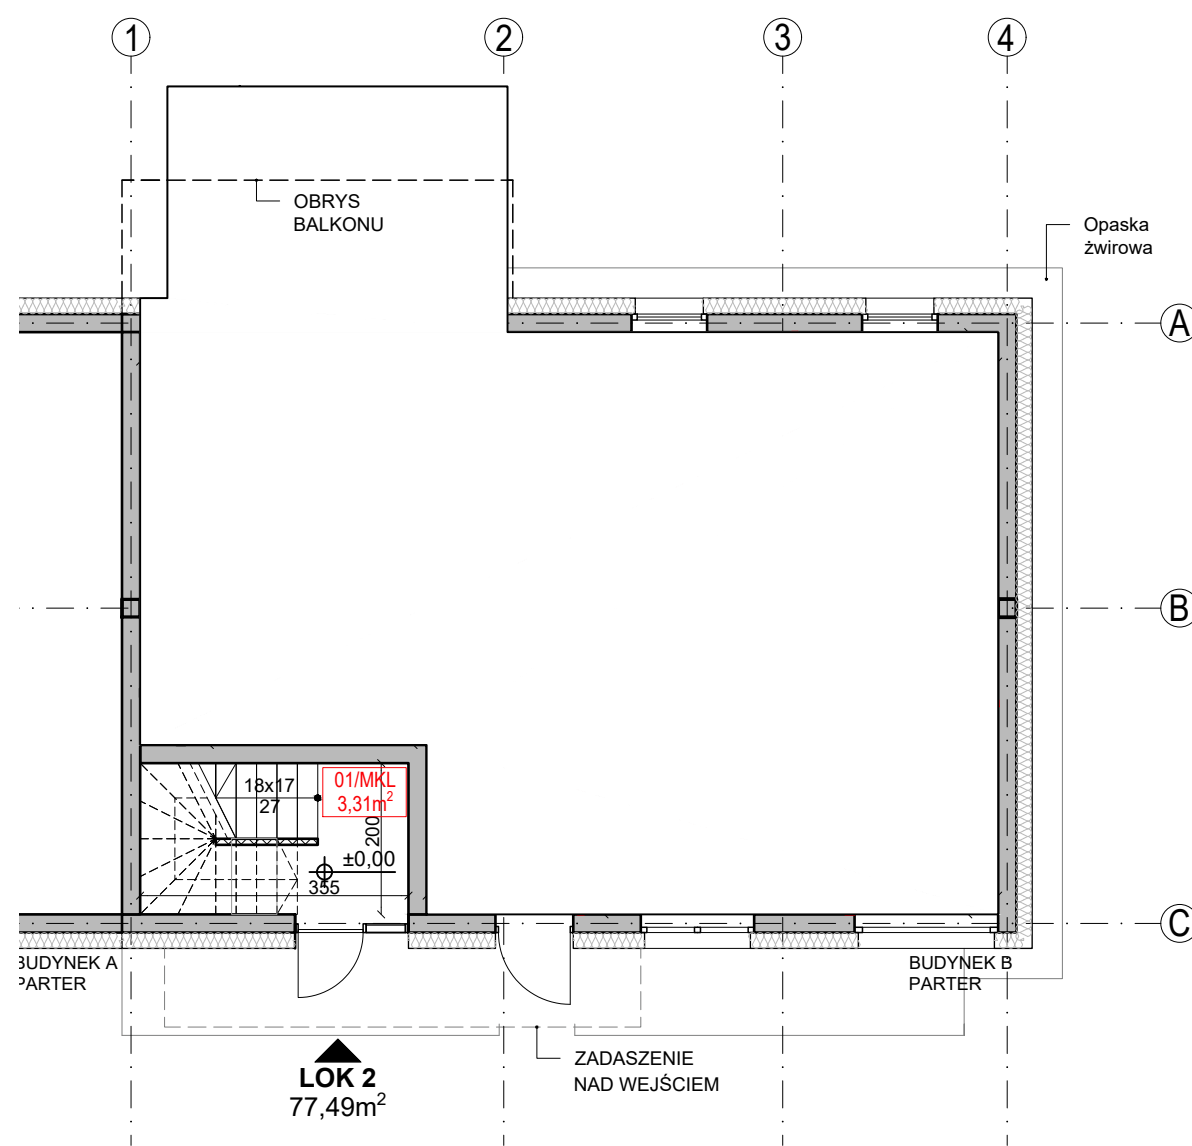 1
2
3
4
OBRYS
BALKONU
Opaska
żwirowa
A
B
18x17
27
01/MKL
3,31m²
200
±0,00
355
C
BUDYNEK A
PARTER
BUDYNEK B
PARTER
ZADASZENIE
NAD WEJŚCIEM
LOK 2
77,49m²